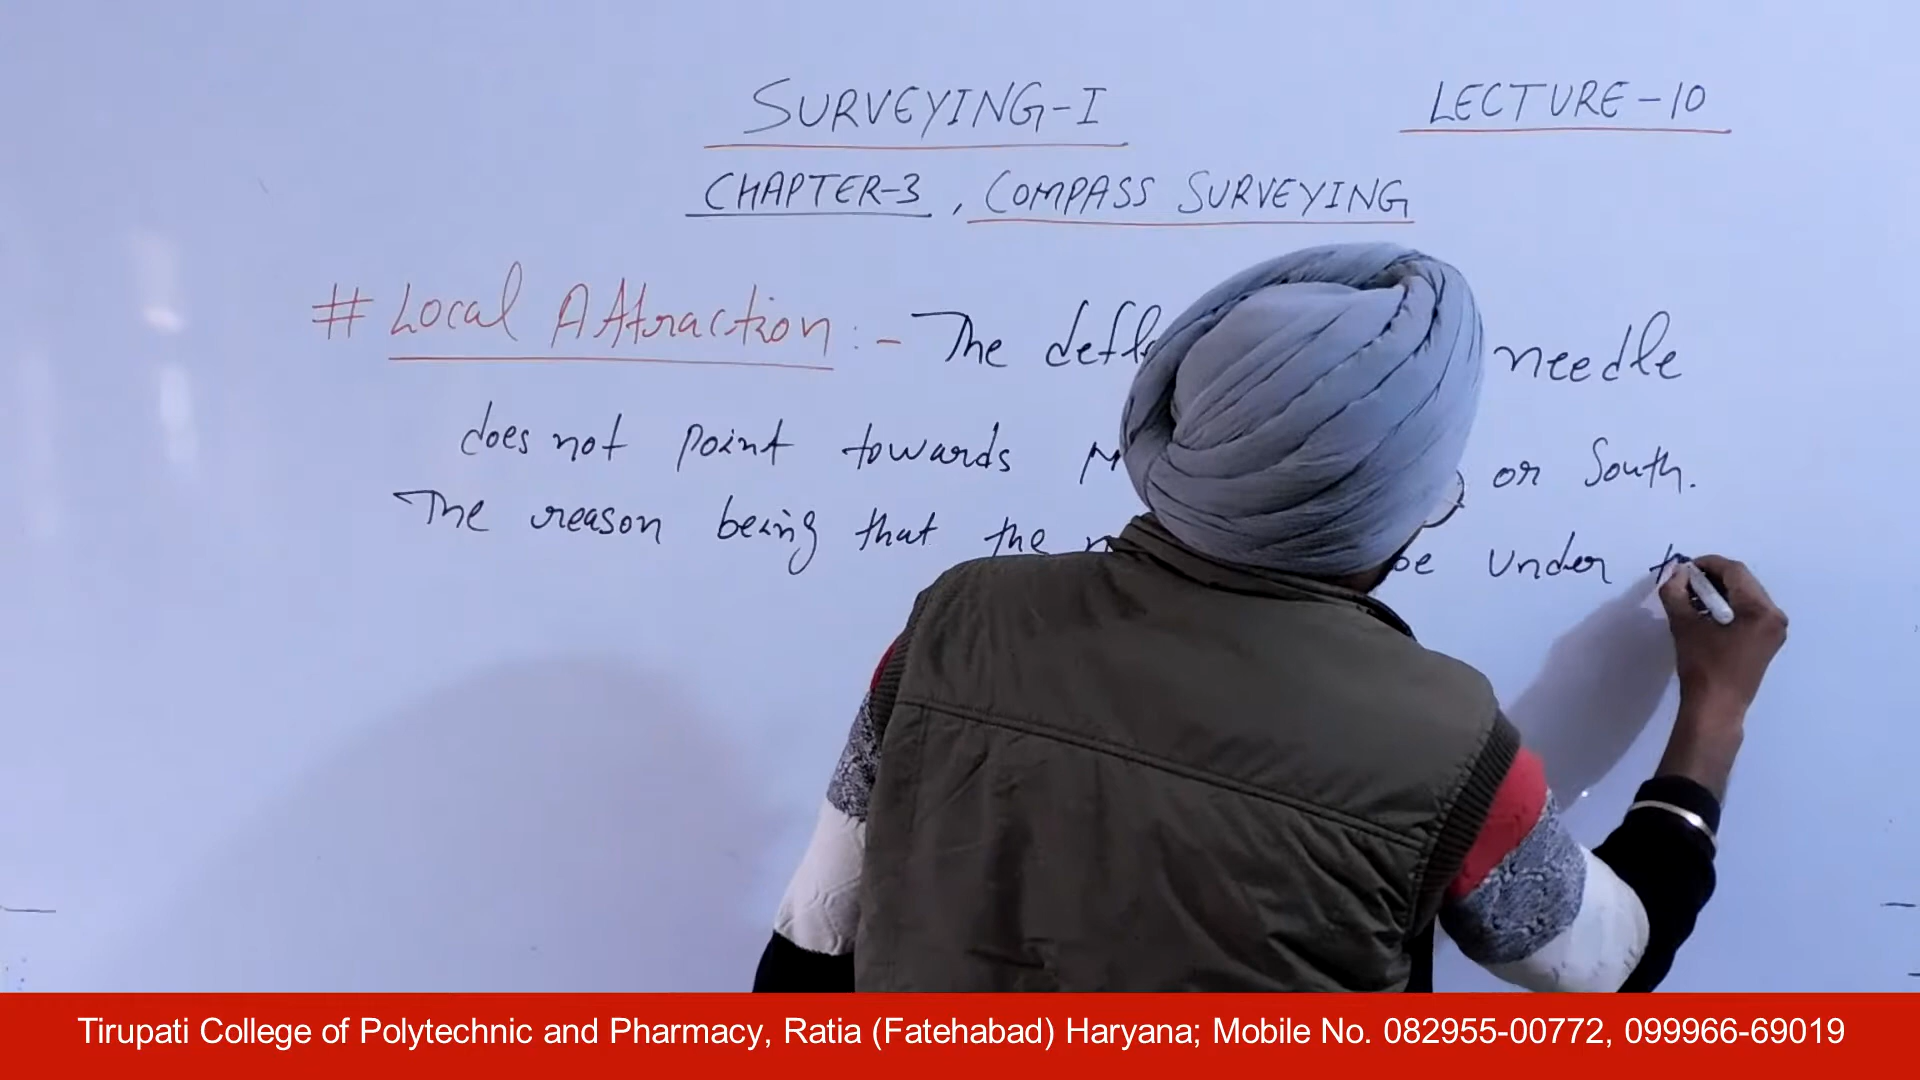 SURVEYING-I
LECTURE-10
CHAPTER-3, COMPASS SURVEYING
# Local Attraction :- The needle
does not point towards or South.
The reason being that the be under
Tirupati College of Polytechnic and Pharmacy, Ratia (Fatehabad) Haryana; Mobile No. 082955-00772, 099966-69019